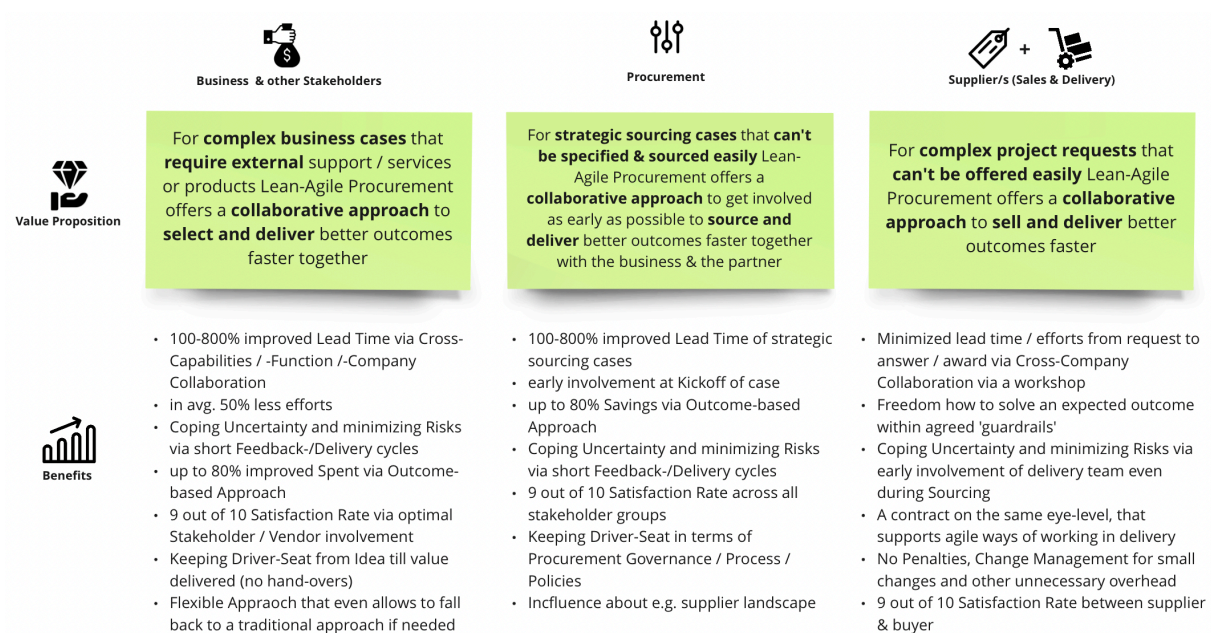 Business & other Stakeholders
Procurement
+
Supplier/s (Sales & Delivery)
Value Proposition
For complex business cases that
require external support / services
or products Lean-Agile Procurement
offers a collaborative approach to
select and deliver better outcomes
faster together
For strategic sourcing cases that can't
be specified & sourced easily Lean-
Agile Procurement offers a
collaborative approach to get involved
as early as possible to source and
deliver better outcomes faster together
with the business & the partner
For complex project requests that
can't be offered easily Lean-Agile
Procurement offers a collaborative
approach to sell and deliver better
outcomes faster
Benefits
• 100-800% improved Lead Time via Cross-
Capabilities / -Function /-Company
Collaboration
• in avg. 50% less efforts
• Coping Uncertainty and minimizing Risks
via short Feedback-/Delivery cycles
• up to 80% improved Spent via Outcome-
based Approach
• 9 out of 10 Satisfaction Rate via optimal
Stakeholder / Vendor involvement
• Keeping Driver-Seat from Idea till value
delivered (no hand-overs)
• Flexible Appraoch that even allows to fall
back to a traditional approach if needed
• 100-800% improved Lead Time of strategic
sourcing cases
• early involvement at Kickoff of case
• up to 80% Savings via Outcome-based
Approach
• Coping Uncertainty and minimizing Risks
via short Feedback-/Delivery cycles
• 9 out of 10 Satisfaction Rate across all
stakeholder groups
• Keeping Driver-Seat in terms of
Procurement Governance / Process /
Policies
• Incfluence about e.g. supplier landscape
• Minimized lead time / efforts from request to
answer / award via Cross-Company
Collaboration via a workshop
• Freedom how to solve an expected outcome
within agreed 'guardrails'
• Coping Uncertainty and minimizing Risks via
early involvement of delivery team even
during Sourcing
• A contract on the same eye-level, that
supports agile ways of working in delivery
• No Penalties, Change Management for small
changes and other unnecessary overhead
• 9 out of 10 Satisfaction Rate between supplier
& buyer